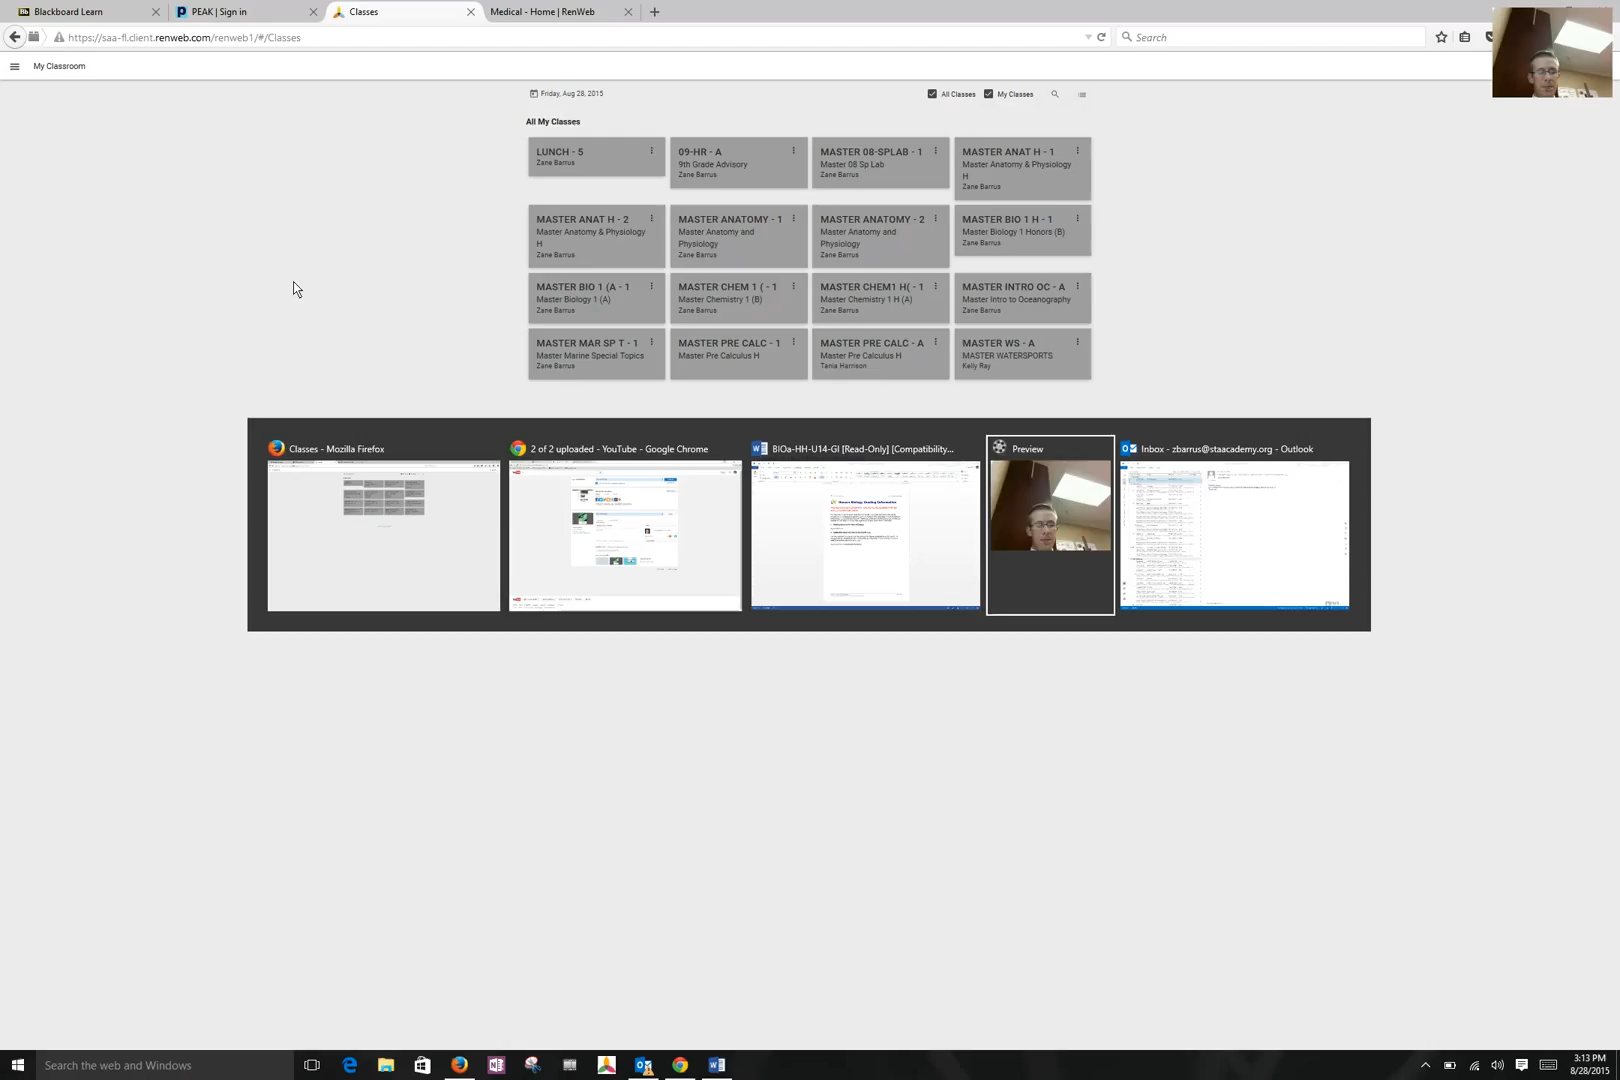 Blackboard Learn
PEAK | Sign in
Classes
Medical - Home | RenWeb
https://saa-fl.client.renweb.com/renweb1/#/Classes
Search
My Classroom
Friday, Aug 28, 2015
All Classes
My Classes
All My Classes
LUNCH - 5
Zane Barrus
09-HR - A
9th Grade Advisory
Zane Barrus
MASTER 08-SPLAB - 1
Master 08 Sp Lab
Zane Barrus
MASTER ANAT H - 1
Master Anatomy & Physiology
H
Zane Barrus
MASTER ANAT H - 2
Master Anatomy & Physiology
H
Zane Barrus
MASTER ANATOMY - 1
Master Anatomy and
Physiology
Zane Barrus
MASTER ANATOMY - 2
Master Anatomy and
Physiology
Zane Barrus
MASTER BIO 1 H - 1
Master Biology 1 Honors (B)
Zane Barrus
MASTER BIO 1 (A - 1
Master Biology 1 (A)
Zane Barrus
MASTER CHEM 1 ( - 1
Master Chemistry 1 (B)
Zane Barrus
MASTER CHEM1 H( - 1
Master Chemistry 1 H (A)
Zane Barrus
MASTER INTRO OC - A
Master Intro to Oceanography
Zane Barrus
MASTER MAR SP T - 1
Master Marine Special Topics
Zane Barrus
MASTER PRE CALC - 1
Master Pre Calculus H
MASTER PRE CALC - A
Master Pre Calculus H
Tania Harrison
MASTER WS - A
MASTER WATERSPORTS
Kelly Ray
Classes - Mozilla Firefox
2 of 2 uploaded - YouTube - Google Chrome
BIOa-HH-U14-GI [Read-Only] [Compatibility...
Preview
Inbox - zbarrus@staacademy.org - Outlook
Search the web and Windows
3:13 PM
8/28/2015